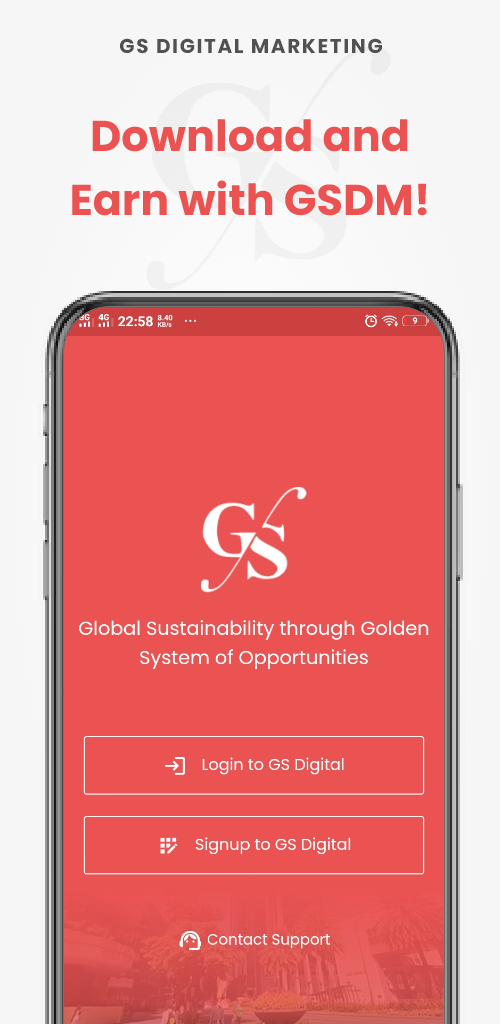 GS DIGITAL MARKETING
Download and
Earn with GSDM!
3G 4G 22:58 8.40 KB/s ... 9
GS
Global Sustainability through Golden
System of Opportunities
Login to GS Digital
Signup to GS Digital
Contact Support